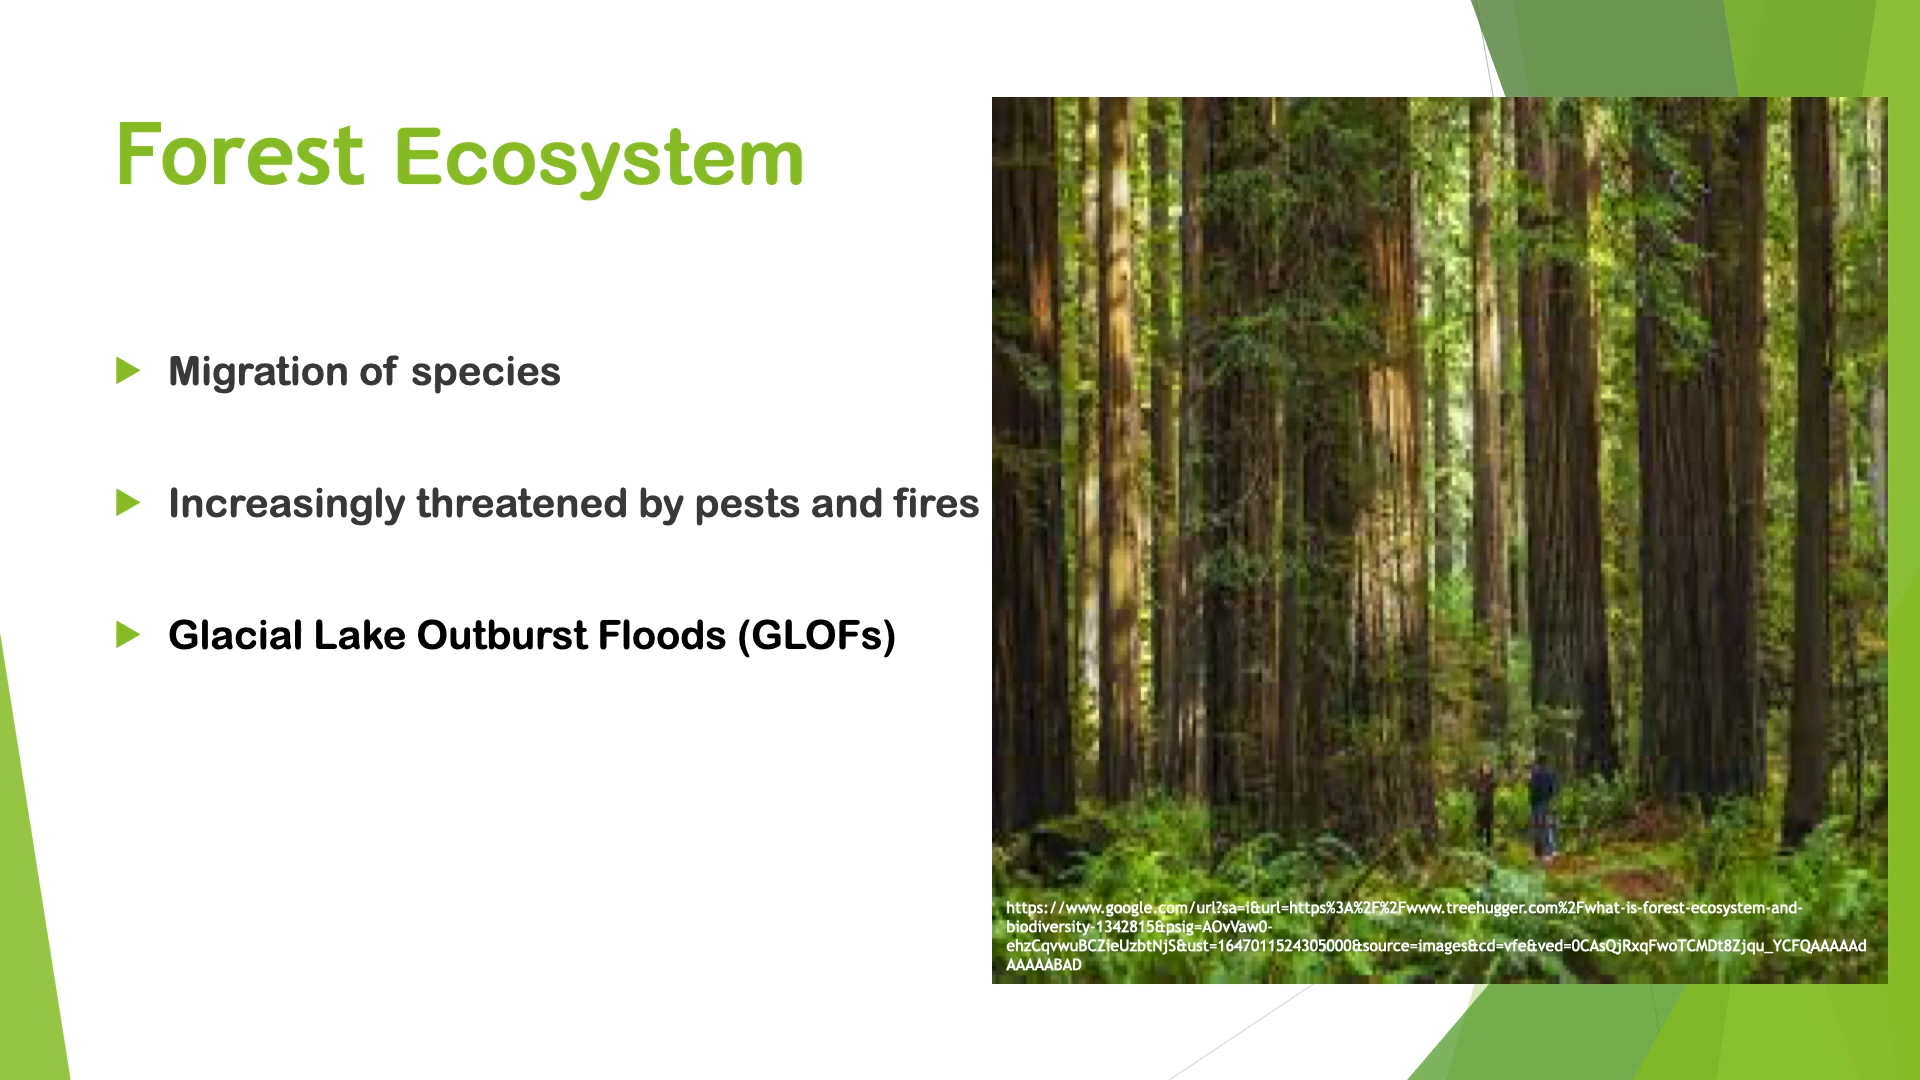 Forest Ecosystem
Migration of species
Increasingly threatened by pests and fires
Glacial Lake Outburst Floods (GLOFs)
https://www.google.com/url?sa=i&url=https%3A%2F%2Fwww.treehugger.com%2Fwhat-is-forest-ecosystem-and-
biodiversity-1342815&psig=AOvVaw0-
ehzCqvwuBCZieUzbtNjS&ust=1647011524305000&source=images&cd=vfe&ved=0CAsQjRxqFwoTCMDt8Zjqu_YCFQAAAAAd
AAAAABAD